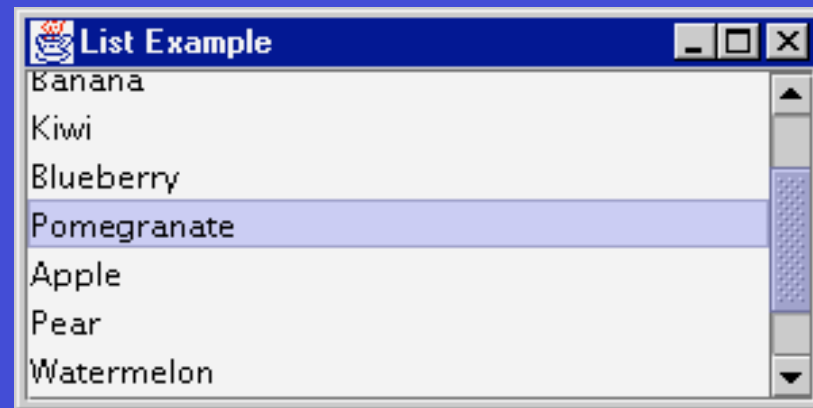 List Example
Banana
Kiwi
Blueberry
Pomegranate
Apple
Pear
Watermelon